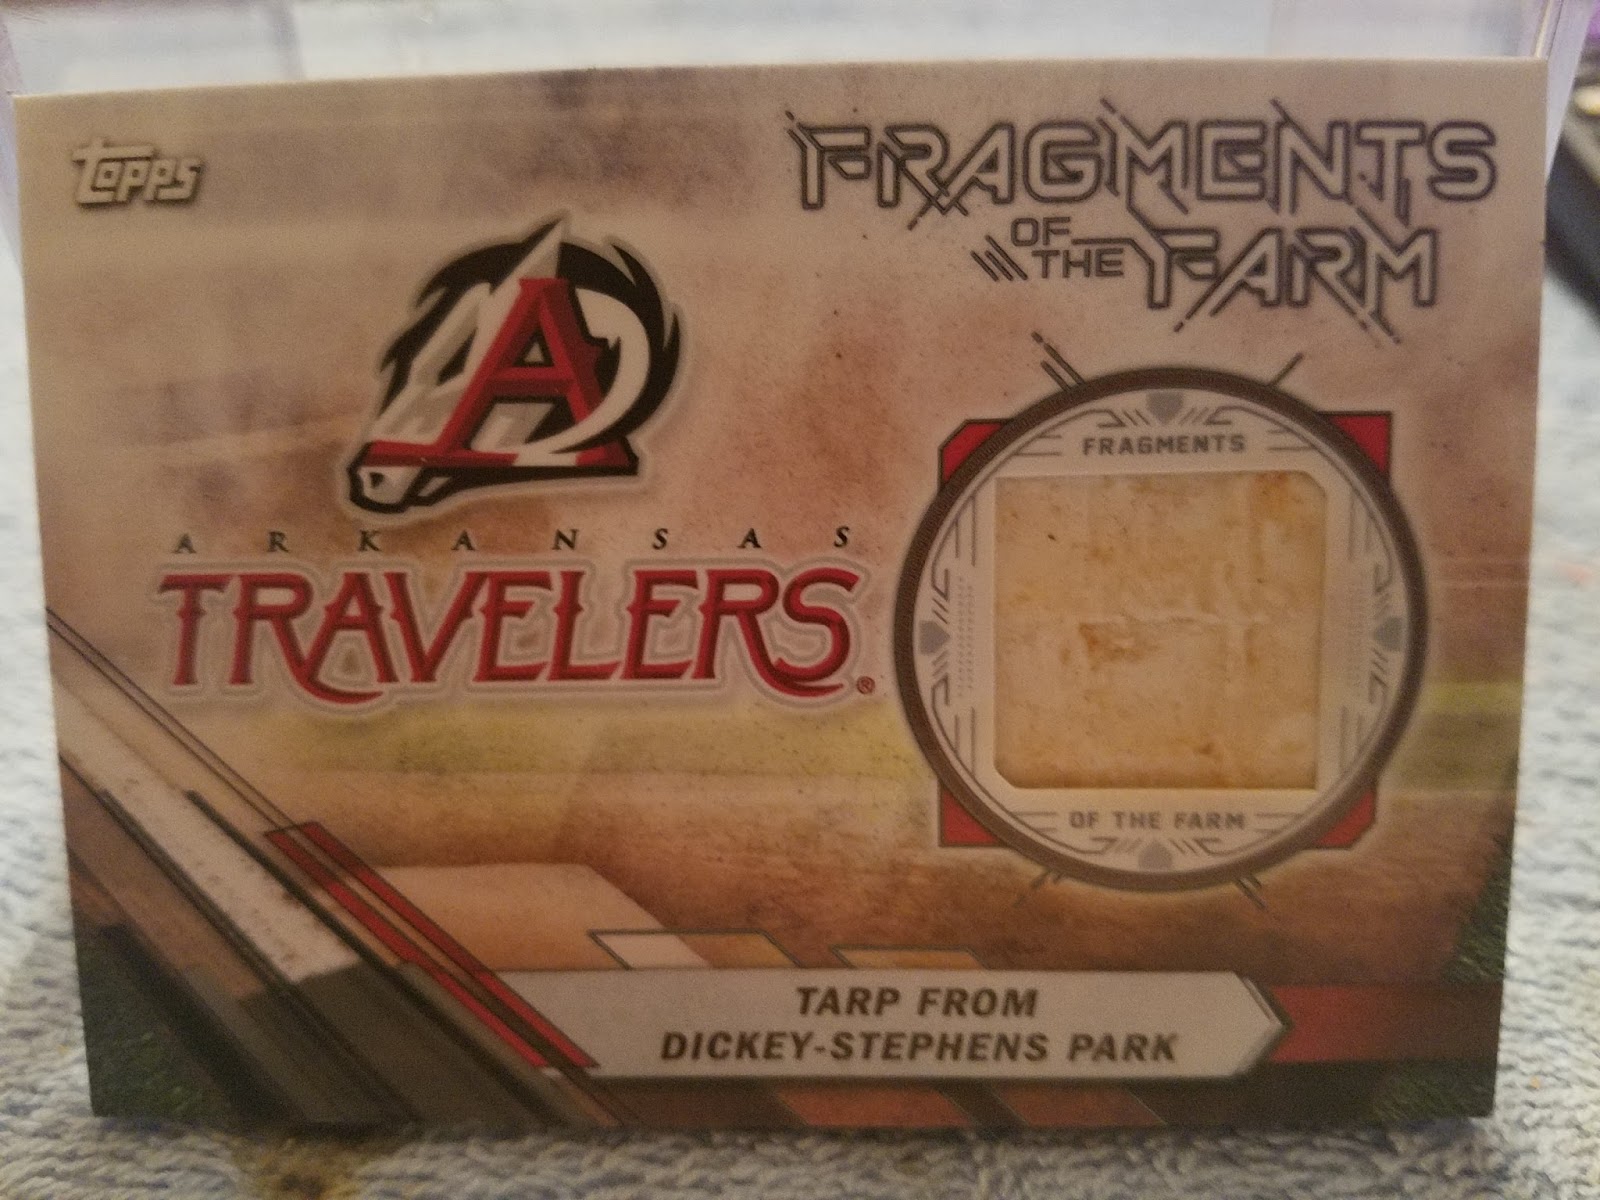 Topps
FRAGMENTS
OF THE FARM
A
ARKANSAS
TRAVELERS®
FRAGMENTS
OF THE FARM
TARP FROM
DICKEY-STEPHENS PARK